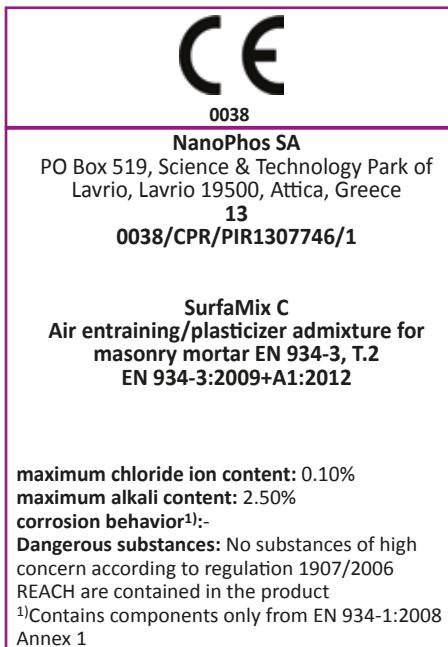 CE
0038
NanoPhos SA
PO Box 519, Science & Technology Park of
Lavrio, Lavrio 19500, Attica, Greece
13
0038/CPR/PIR1307746/1
SurfaMix C
Air entraining/plasticizer admixture for
masonry mortar EN 934-3, T.2
EN 934-3:2009+A1:2012
maximum chloride ion content: 0.10%
maximum alkali content: 2.50%
corrosion behavior¹⁾:-
Dangerous substances: No substances of high
concern according to regulation 1907/2006
REACH are contained in the product
¹⁾Contains components only from EN 934-1:2008
Annex 1